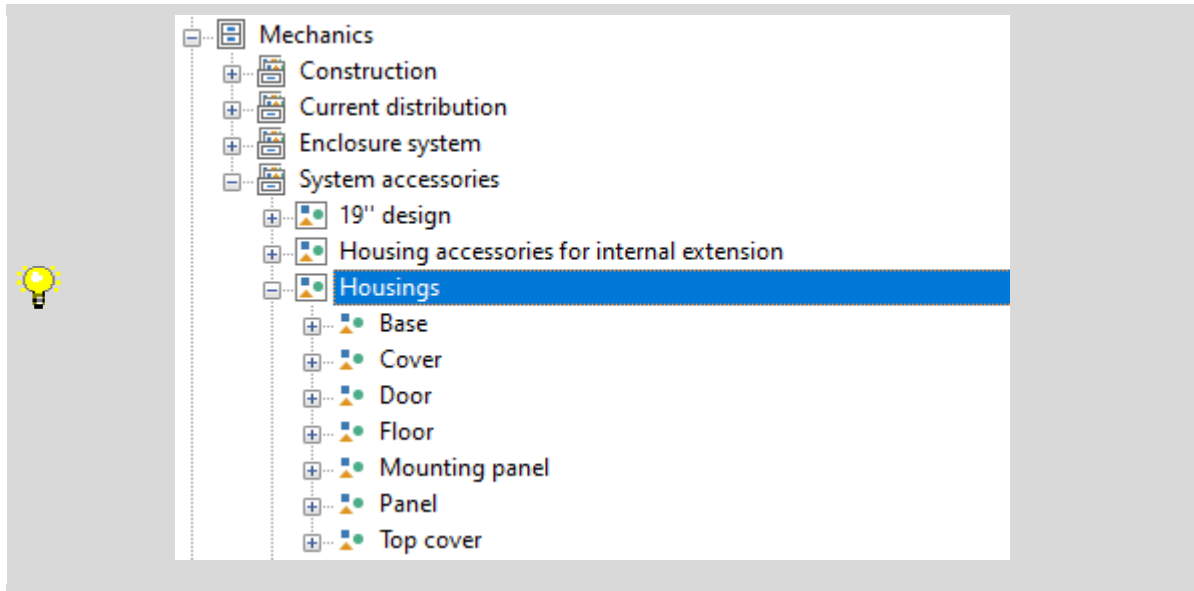 Mechanics
Construction
Current distribution
Enclosure system
System accessories
19'' design
Housing accessories for internal extension
Housings
Base
Cover
Door
Floor
Mounting panel
Panel
Top cover